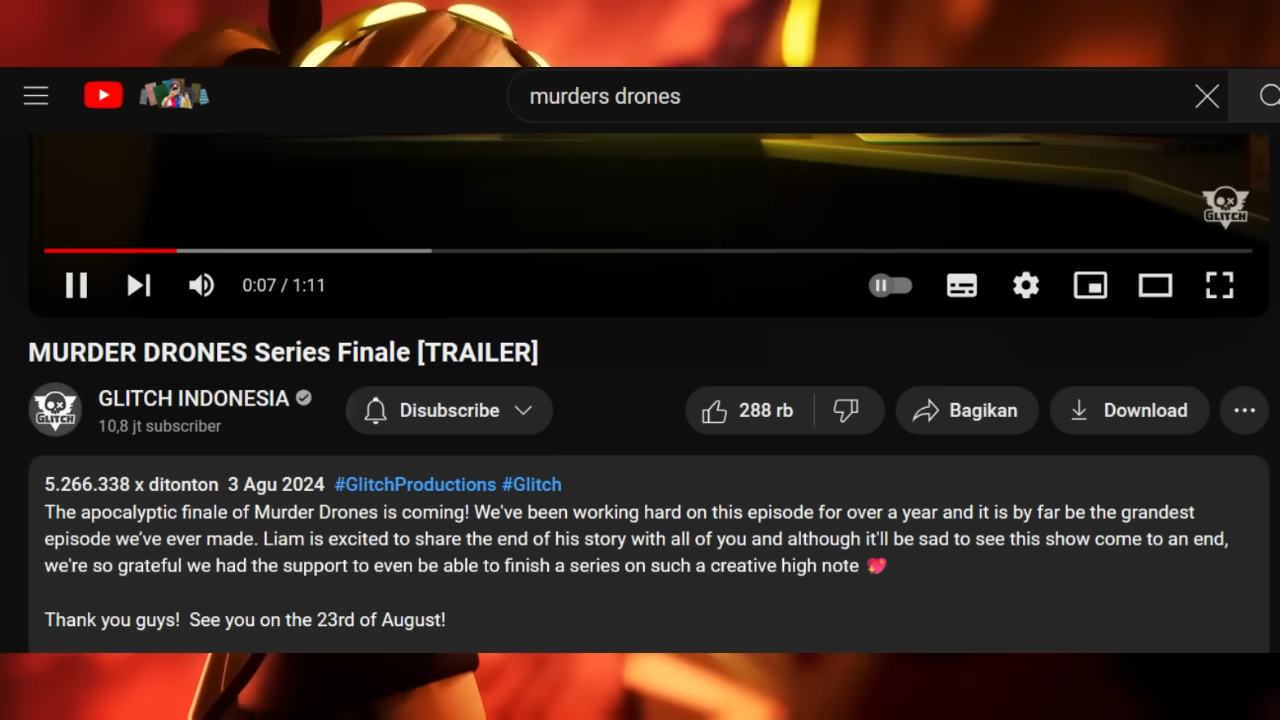 murders drones
GLITCH
0:07 / 1:11
MURDER DRONES Series Finale [TRAILER]
GLITCH
GLITCH INDONESIA
10,8 jt subscriber
Disubscribe
288 rb
Bagikan
Download
5.266.338 x ditonton 3 Agu 2024 #GlitchProductions #Glitch
The apocalyptic finale of Murder Drones is coming! We've been working hard on this episode for over a year and it is by far be the grandest
episode we've ever made. Liam is excited to share the end of his story with all of you and although it'll be sad to see this show come to an end,
we're so grateful we had the support to even be able to finish a series on such a creative high note 💖
Thank you guys! See you on the 23rd of August!